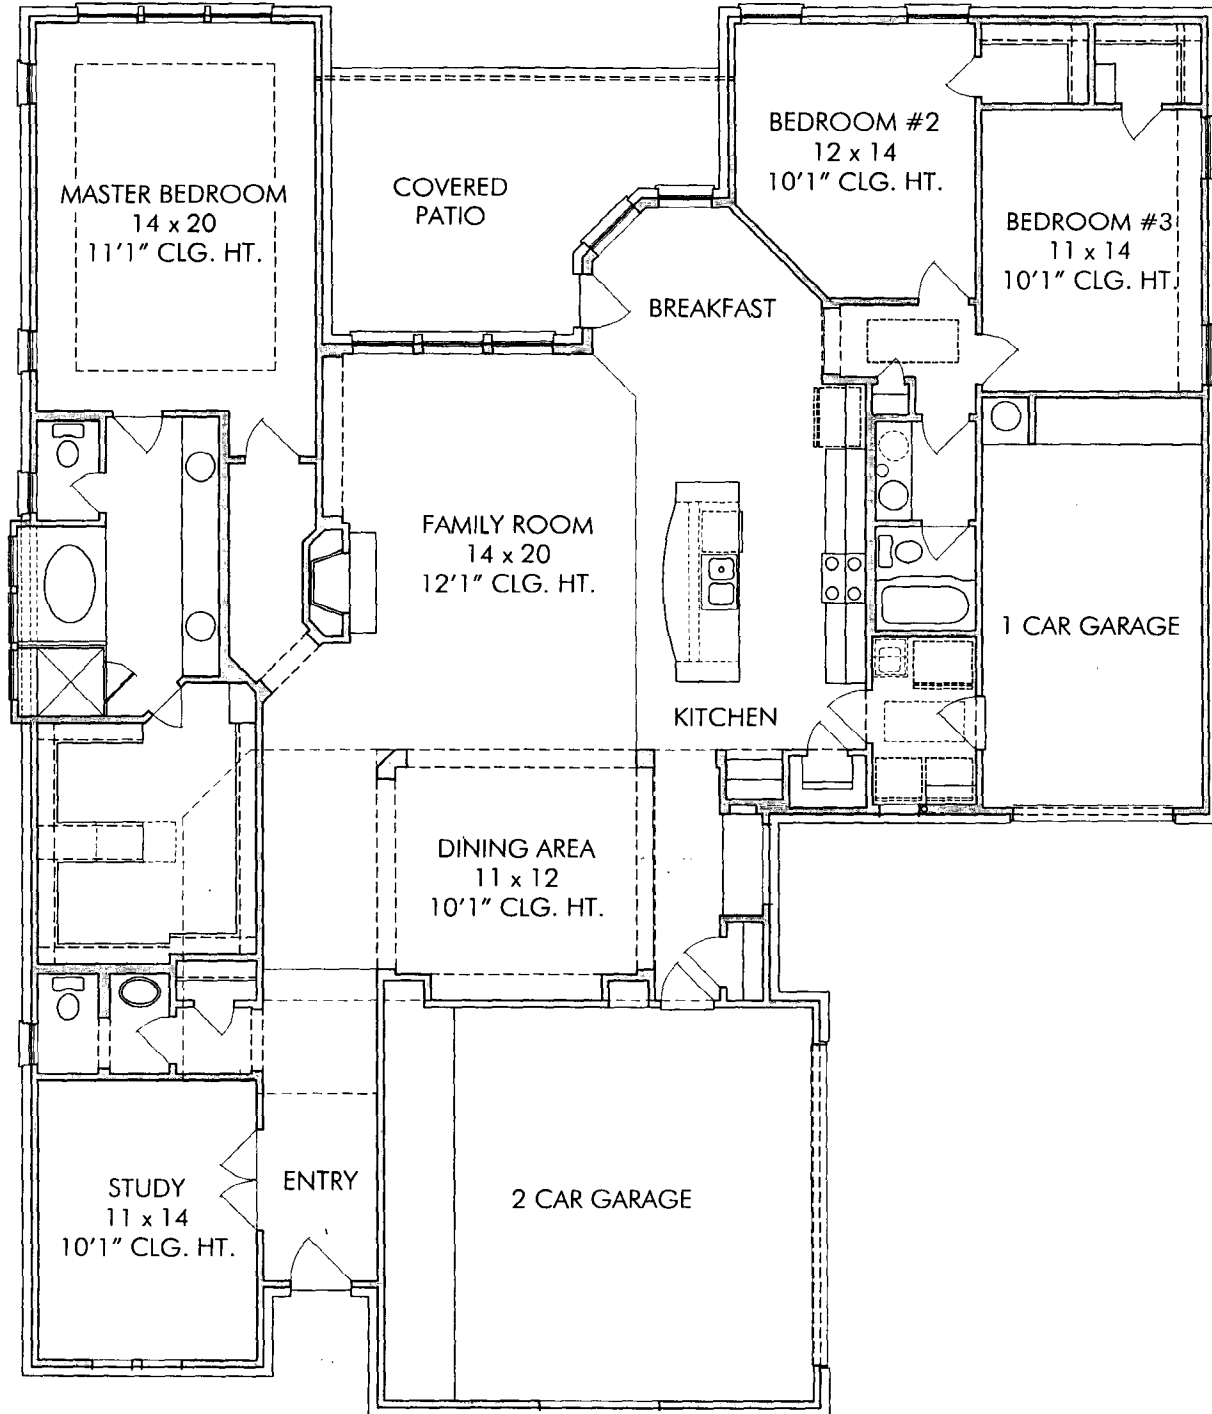 MASTER BEDROOM
14 x 20
11'1" CLG. HT.
COVERED
PATIO
BEDROOM #2
12 x 14
10'1" CLG. HT.
BEDROOM #3
11 x 14
10'1" CLG. HT.
BREAKFAST
FAMILY ROOM
14 x 20
12'1" CLG. HT.
1 CAR GARAGE
KITCHEN
DINING AREA
11 x 12
10'1" CLG. HT.
STUDY
11 x 14
10'1" CLG. HT.
ENTRY
2 CAR GARAGE